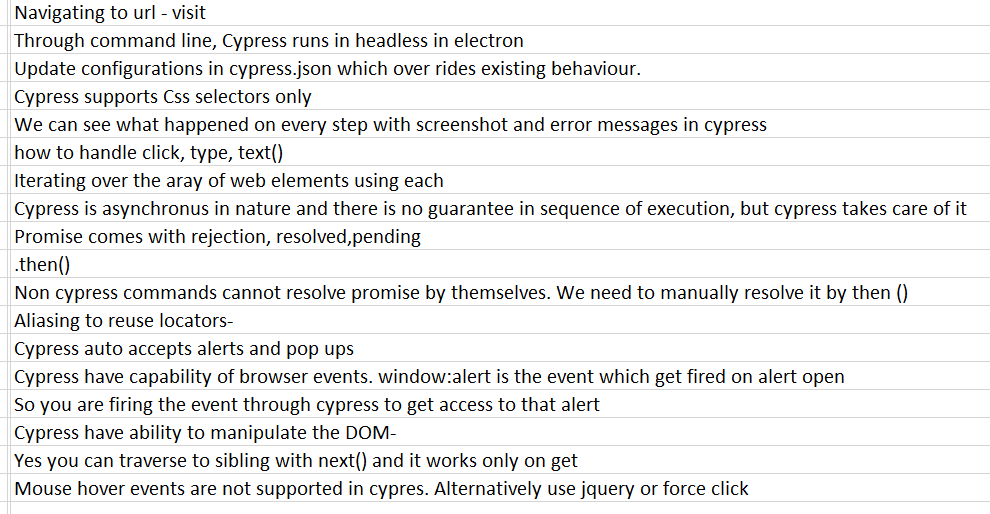 Navigating to url - visit
Through command line, Cypress runs in headless in electron
Update configurations in cypress.json which over rides existing behaviour.
Cypress supports Css selectors only
We can see what happened on every step with screenshot and error messages in cypress
how to handle click, type, text()
Iterating over the aray of web elements using each
Cypress is asynchronus in nature and there is no guarantee in sequence of execution, but cypress takes care of it
Promise comes with rejection, resolved,pending
.then()
Non cypress commands cannot resolve promise by themselves. We need to manually resolve it by then ()
Aliasing to reuse locators-
Cypress auto accepts alerts and pop ups
Cypress have capability of browser events. window:alert is the event which get fired on alert open
So you are firing the event through cypress to get access to that alert
Cypress have ability to manipulate the DOM-
Yes you can traverse to sibling with next() and it works only on get
Mouse hover events are not supported in cypres. Alternatively use jquery or force click